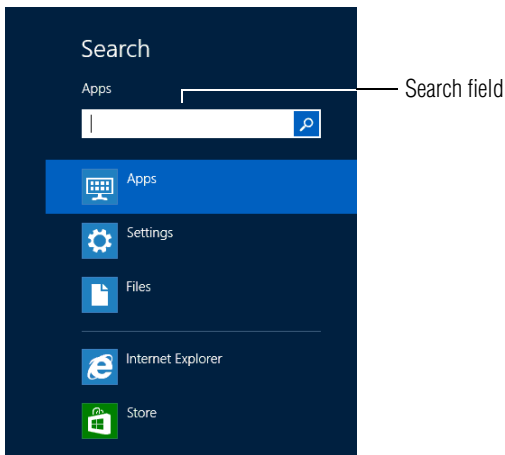 Search
Apps
Search field
Apps
Settings
Files
Internet Explorer
Store